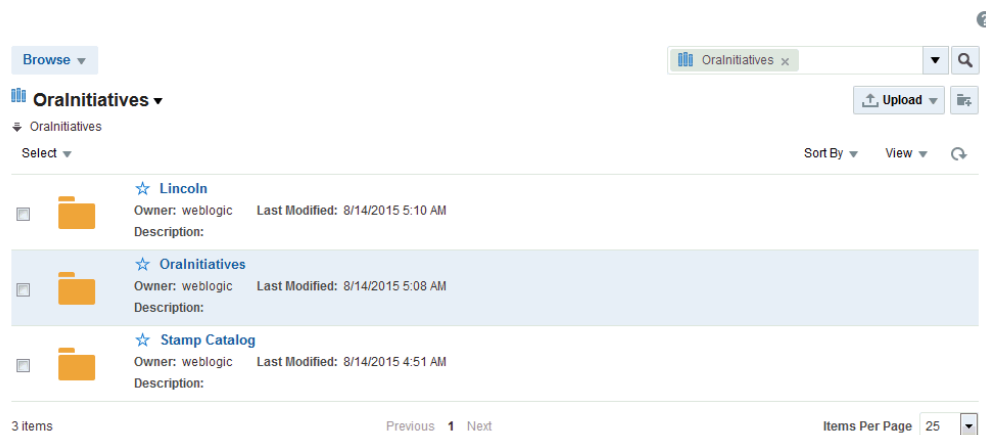 Browse
OraInitiatives x
OraInitiatives
Upload
OraInitiatives
Select
Sort By View
Lincoln
Owner: weblogic Last Modified: 8/14/2015 5:10 AM
Description:
OraInitiatives
Owner: weblogic Last Modified: 8/14/2015 5:08 AM
Description:
Stamp Catalog
Owner: weblogic Last Modified: 8/14/2015 4:51 AM
Description:
3 items Previous 1 Next Items Per Page 25